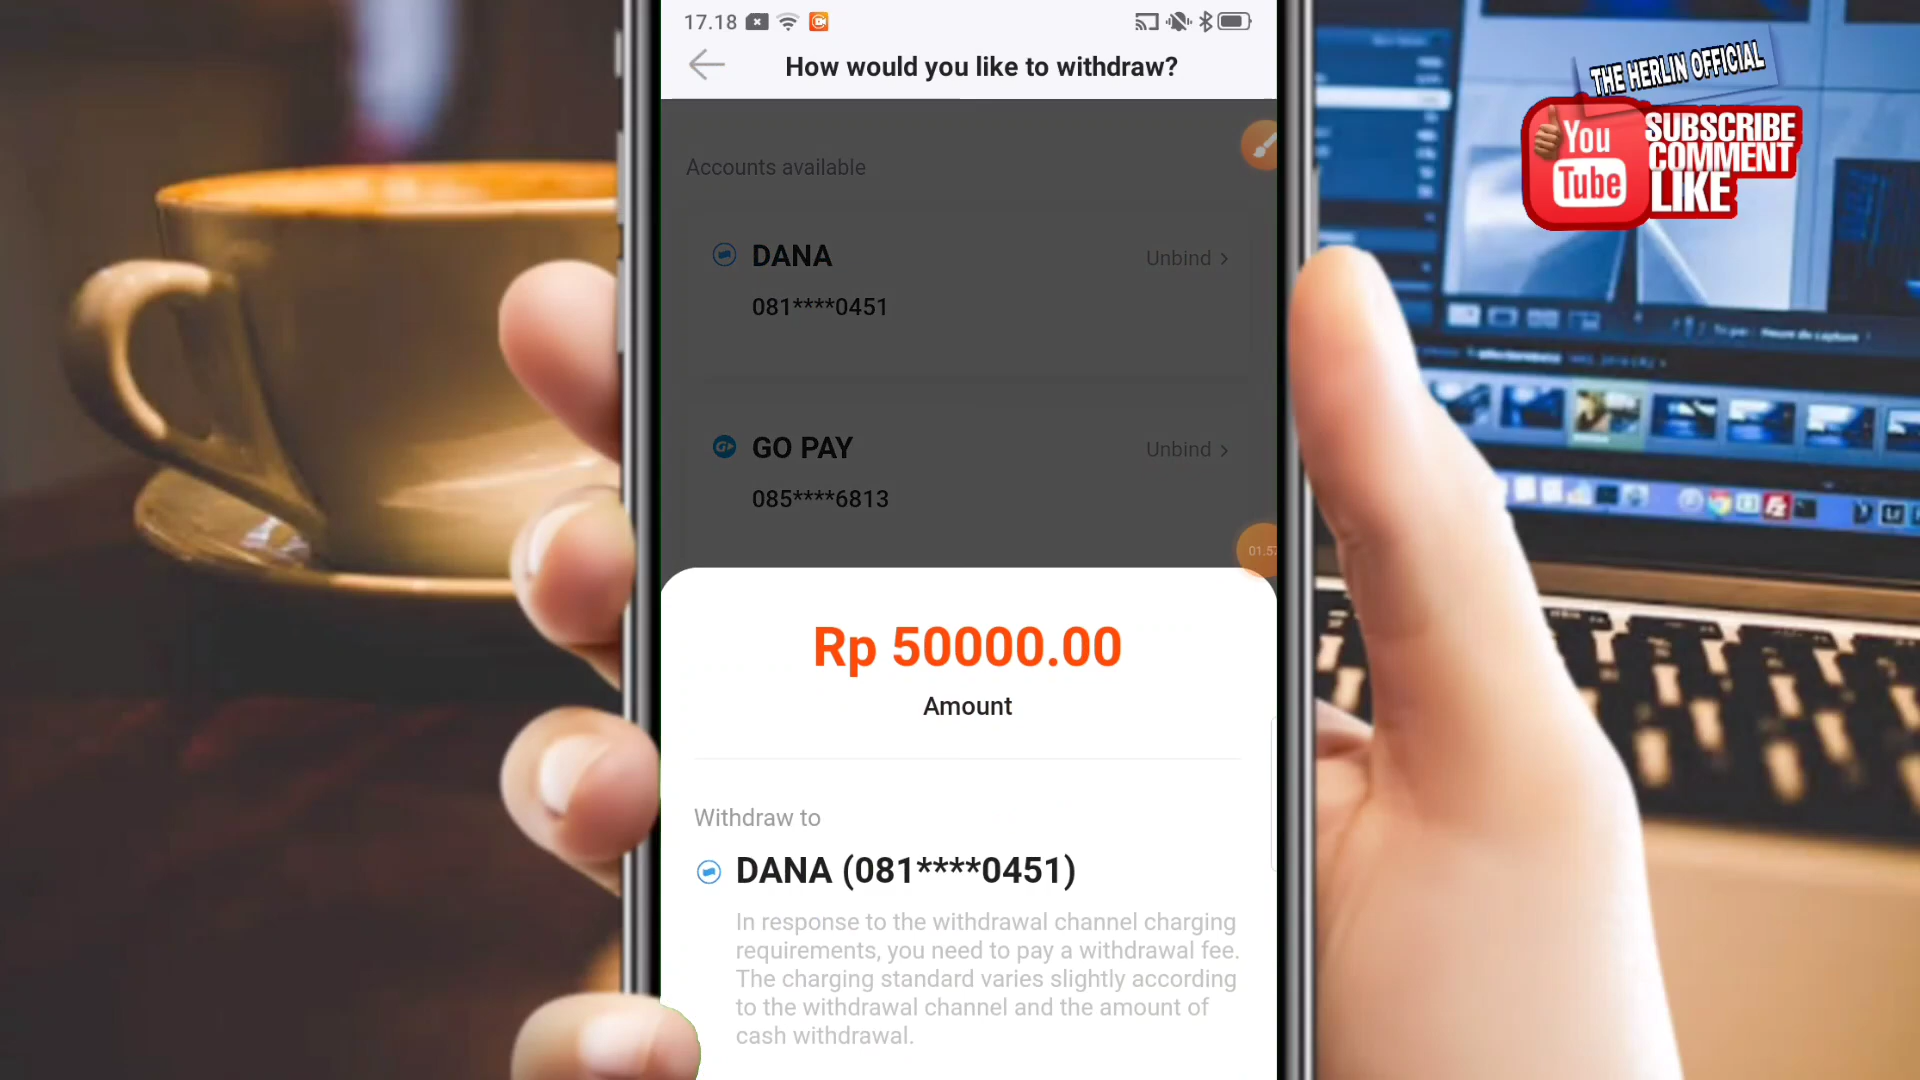 17.18
How would you like to withdraw?
Accounts available
DANA
Unbind >
081****0451
GO PAY
Unbind >
085****6813
Rp 50000.00
Amount
Withdraw to
DANA (081****0451)
In response to the withdrawal channel charging
requirements, you need to pay a withdrawal fee.
The charging standard varies slightly according
to the withdrawal channel and the amount of
cash withdrawal.
THE HERLIN OFFICIAL
You
Tube
SUBSCRIBE
COMMENT
LIKE